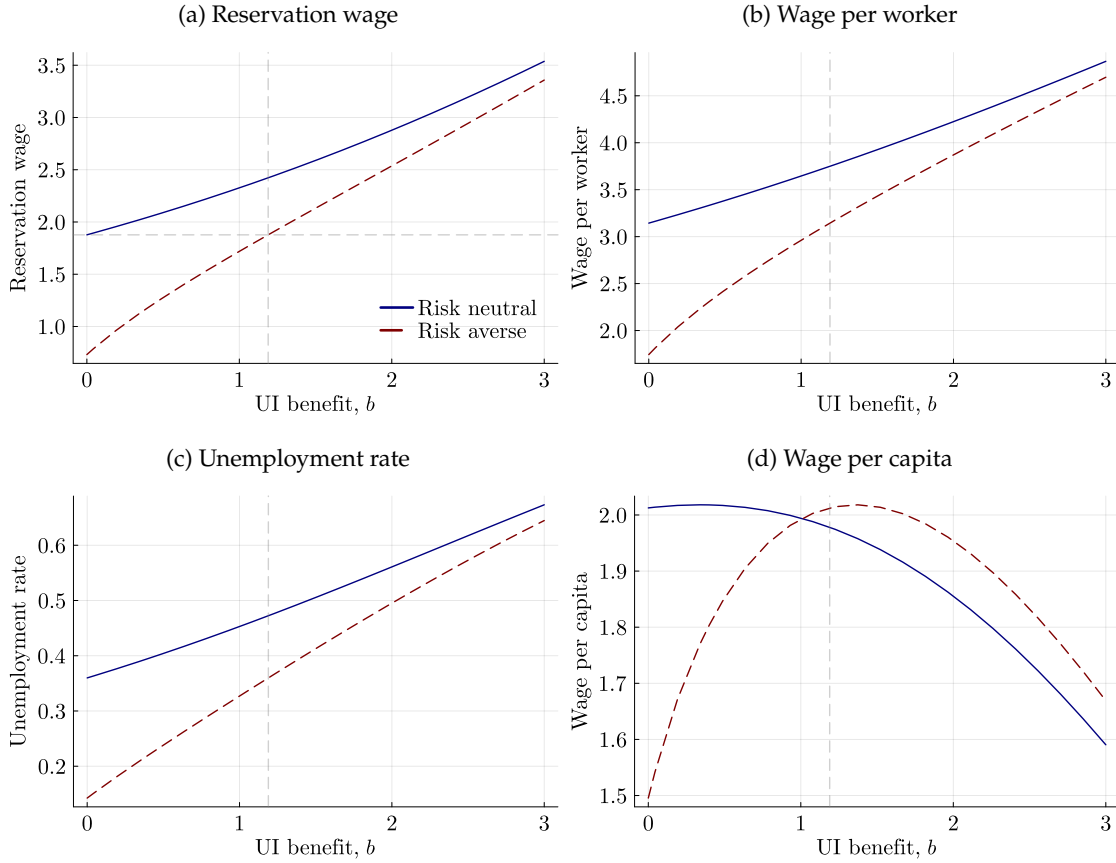 (a) Reservation wage
Reservation wage
3.5
3.0
2.5
2.0
1.5
1.0
Risk neutral
Risk averse
0
1
2
3
UI benefit, b
(b) Wage per worker
Wage per worker
4.5
4.0
3.5
3.0
2.5
2.0
0
1
2
3
UI benefit, b
(c) Unemployment rate
Unemployment rate
0.6
0.5
0.4
0.3
0.2
0
1
2
3
UI benefit, b
(d) Wage per capita
Wage per capita
2.0
1.9
1.8
1.7
1.6
1.5
0
1
2
3
UI benefit, b